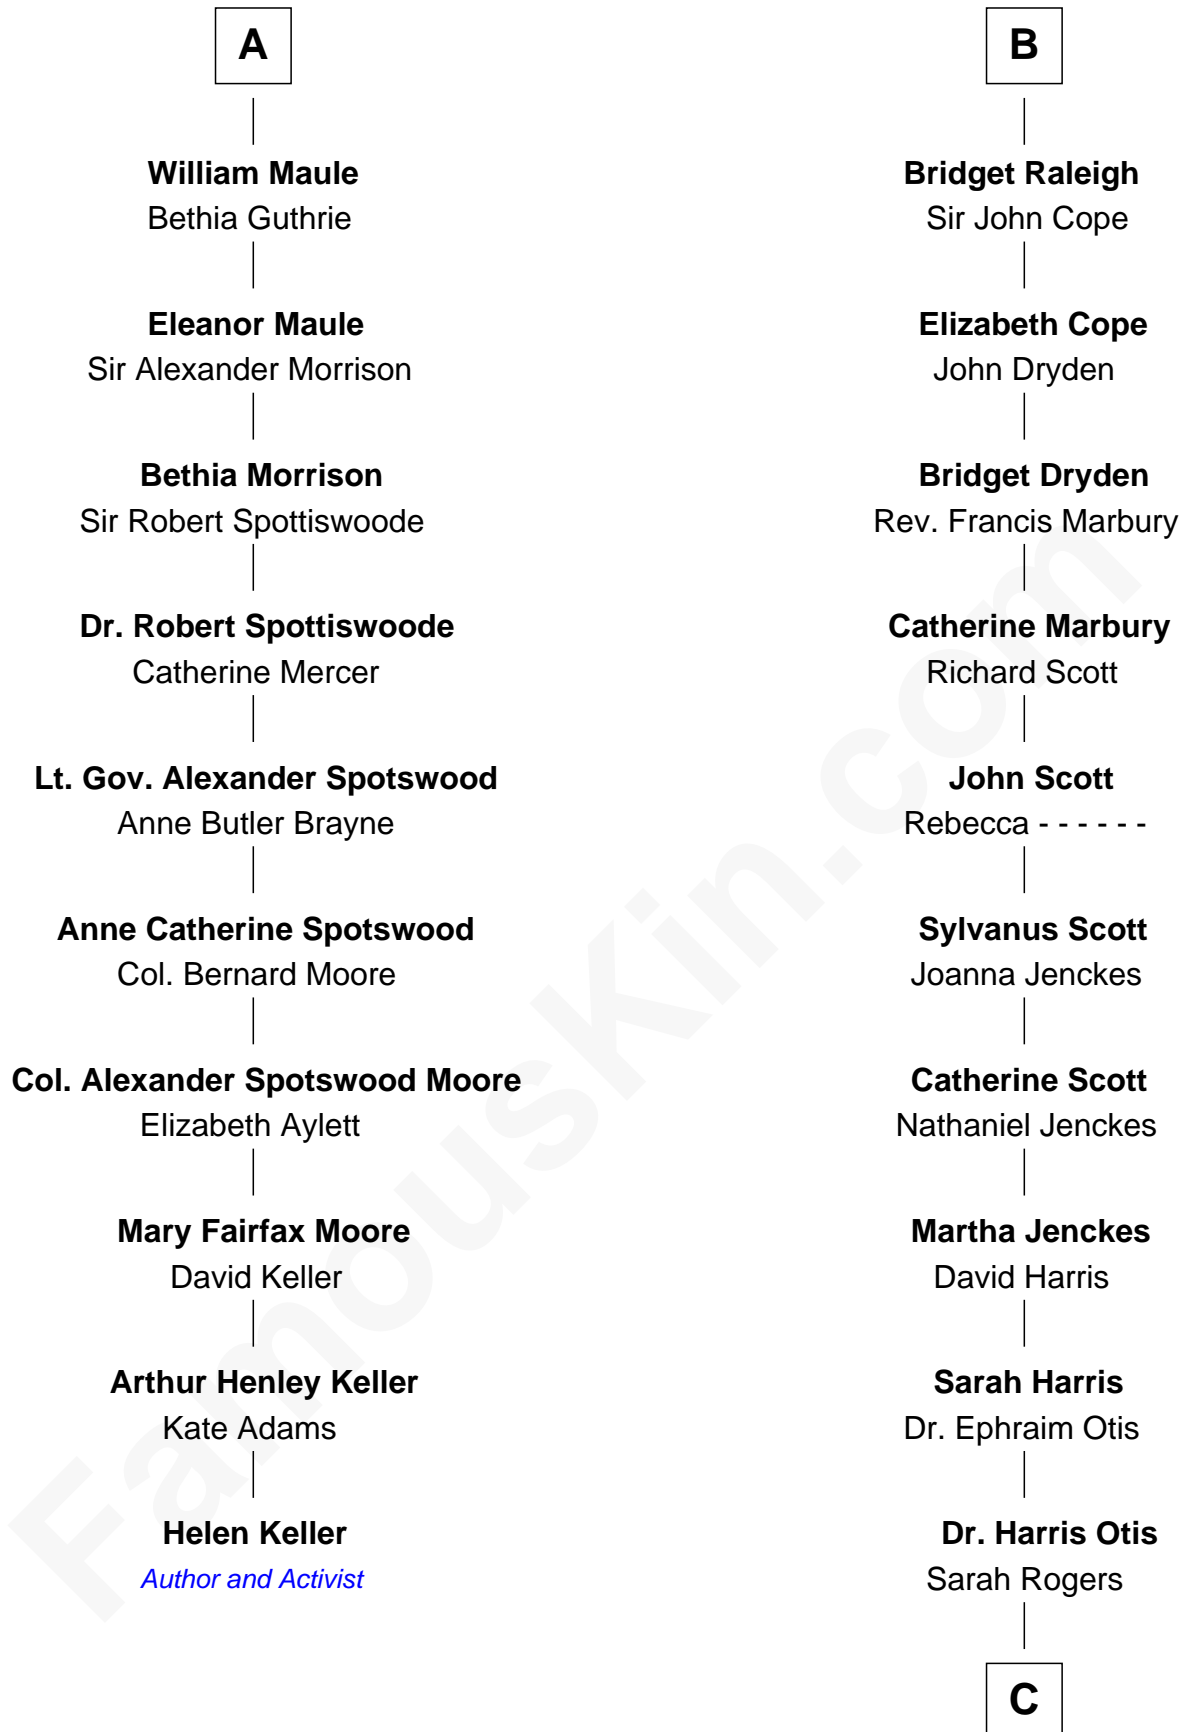 A
William Maule
Bethia Guthrie
Eleanor Maule
Sir Alexander Morrison
Bethia Morrison
Sir Robert Spottiswoode
Dr. Robert Spottiswoode
Catherine Mercer
Lt. Gov. Alexander Spotswood
Anne Butler Brayne
Anne Catherine Spotswood
Col. Bernard Moore
Col. Alexander Spotswood Moore
Elizabeth Aylett
Mary Fairfax Moore
David Keller
Arthur Henley Keller
Kate Adams
Helen Keller
Author and Activist
B
Bridget Raleigh
Sir John Cope
Elizabeth Cope
John Dryden
Bridget Dryden
Rev. Francis Marbury
Catherine Marbury
Richard Scott
John Scott
Rebecca - - - - - -
Sylvanus Scott
Joanna Jenckes
Catherine Scott
Nathaniel Jenckes
Martha Jenckes
David Harris
Sarah Harris
Dr. Ephraim Otis
Dr. Harris Otis
Sarah Rogers
C
FamousKin.com